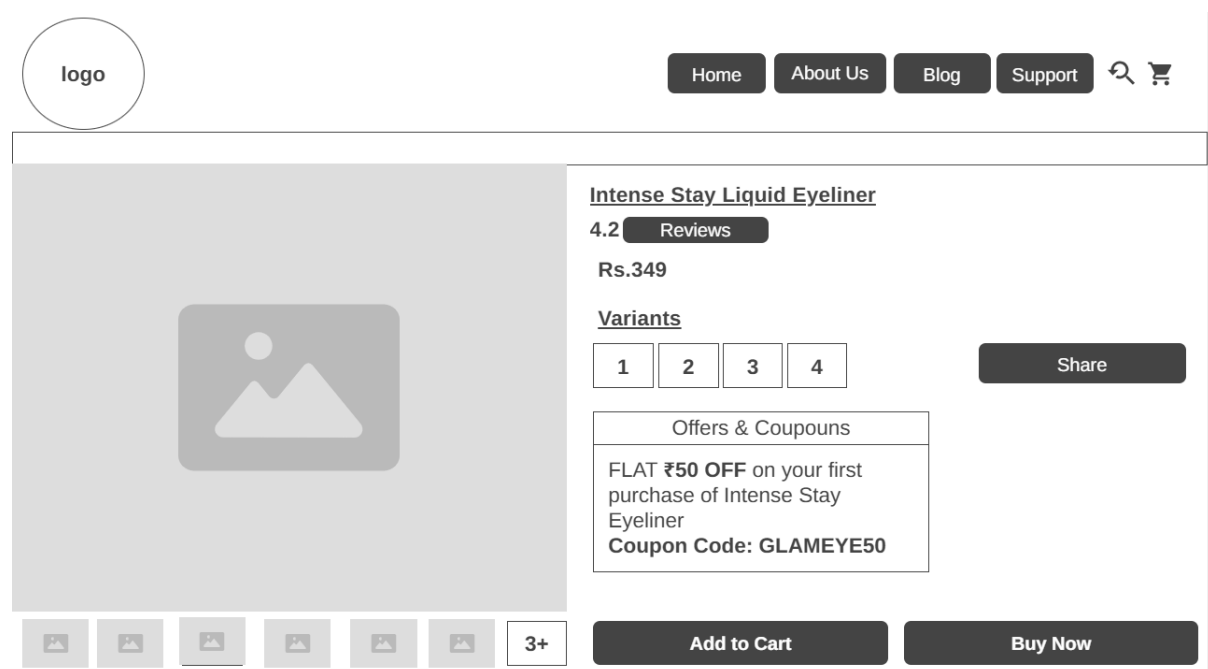 logo
Home
About Us
Blog
Support
Intense Stay Liquid Eyeliner
4.2 Reviews
Rs.349
Variants
1 2 3 4
Share
Offers & Coupouns
FLAT ₹50 OFF on your first
purchase of Intense Stay
Eyeliner
Coupon Code: GLAMEYE50
3+
Add to Cart
Buy Now